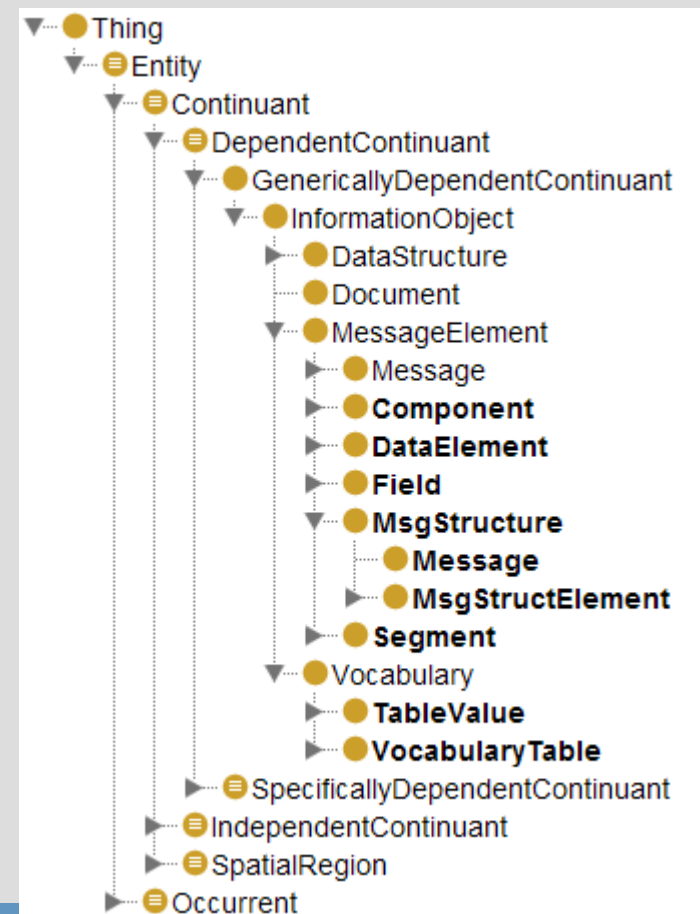 Thing
Entity
Continuant
DependentContinuant
GenericallyDependentContinuant
InformationObject
DataStructure
Document
MessageElement
Message
Component
DataElement
Field
MsgStructure
Message
MsgStructElement
Segment
Vocabulary
TableValue
VocabularyTable
SpecificallyDependentContinuant
IndependentContinuant
SpatialRegion
Occurrent